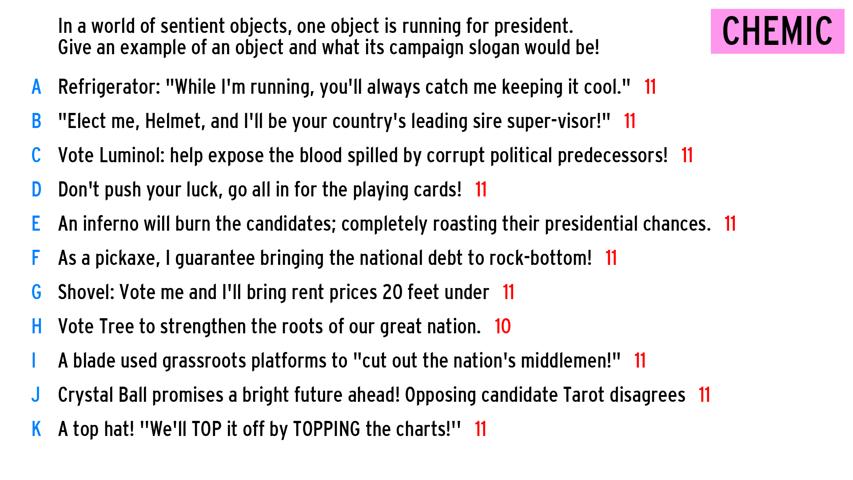 In a world of sentient objects, one object is running for president.
Give an example of an object and what its campaign slogan would be!
CHEMIC
A Refrigerator: "While I'm running, you'll always catch me keeping it cool." 11
B "Elect me, Helmet, and I'll be your country's leading sire super-visor!" 11
C Vote Luminol: help expose the blood spilled by corrupt political predecessors! 11
D Don't push your luck, go all in for the playing cards! 11
E An inferno will burn the candidates; completely roasting their presidential chances. 11
F As a pickaxe, I guarantee bringing the national debt to rock-bottom! 11
G Shovel: Vote me and I'll bring rent prices 20 feet under 11
H Vote Tree to strengthen the roots of our great nation. 10
I A blade used grassroots platforms to "cut out the nation's middlemen!" 11
J Crystal Ball promises a bright future ahead! Opposing candidate Tarot disagrees 11
K A top hat! "We'll TOP it off by TOPPING the charts!" 11